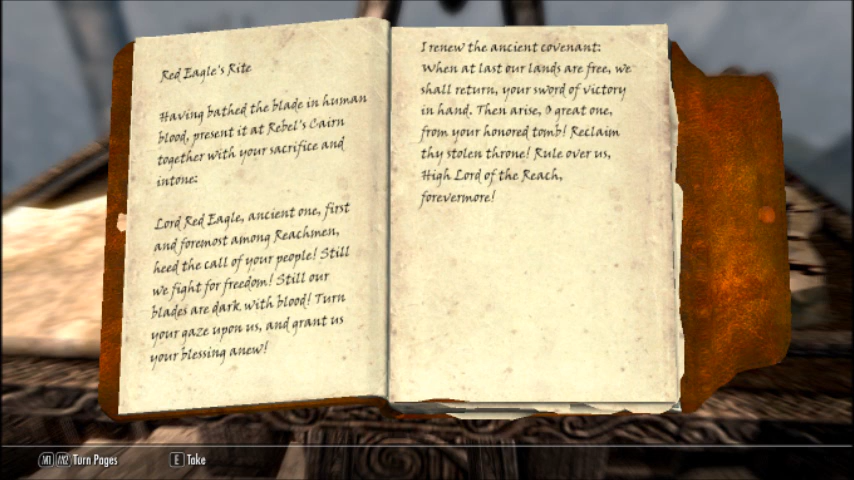 Red Eagle's Rite
Having bathed the blade in human
blood, present it at Rebel's Cairn
together with your sacrifice and
intone:
Lord Red Eagle, ancient one, first
and foremost among Reachmen,
heed the call of your people! Still
we fight for freedom! Still our
blades are dark with blood! Turn
your gaze upon us, and grant us
your blessing anew!
I renew the ancient covenant:
When at last our lands are free, we
shall return, your sword of victory
in hand. Then arise, O great one,
from your honored tomb! Reclaim
thy stolen throne! Rule over us,
High Lord of the Reach,
forevermore!
M1 M2 Turn Pages E Take